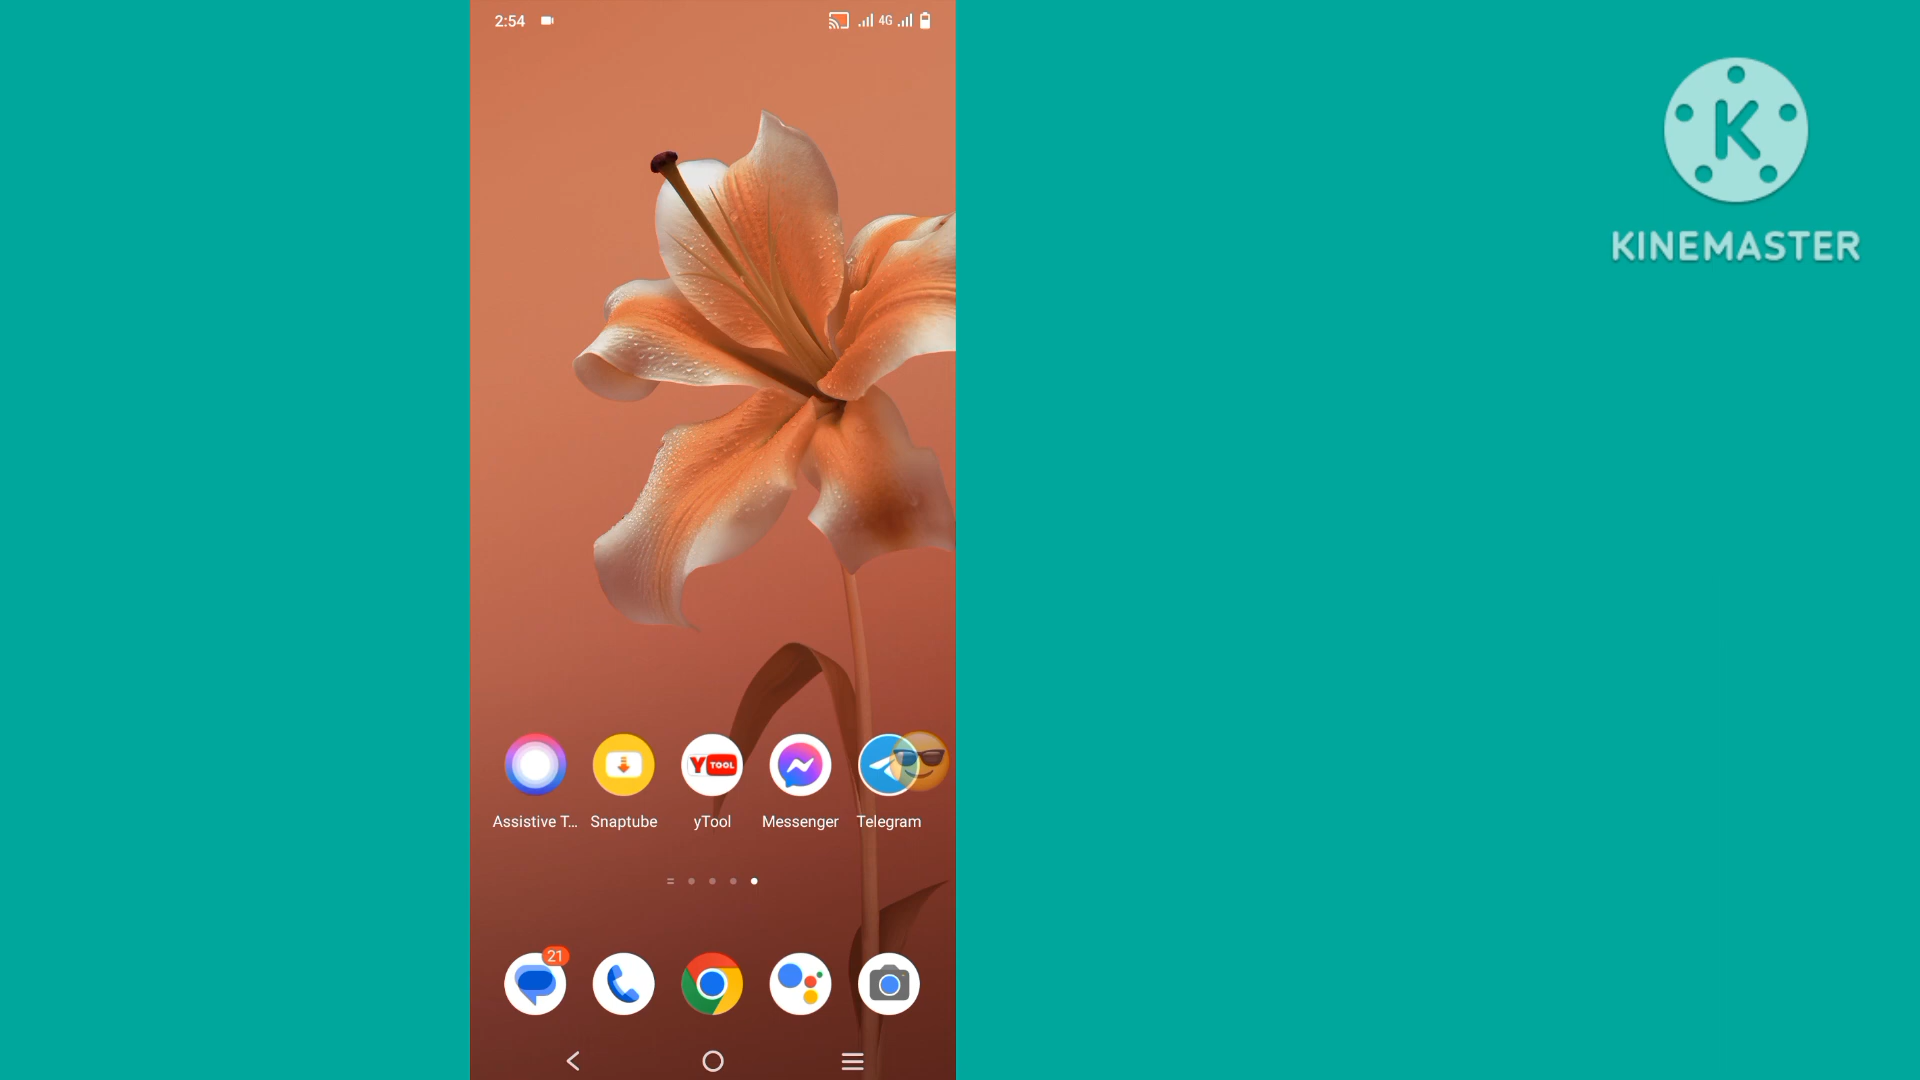 2:54
4G
K
KINEMASTER
Y TOOL
Assistive T...
Snaptube
yTool
Messenger
Telegram
21